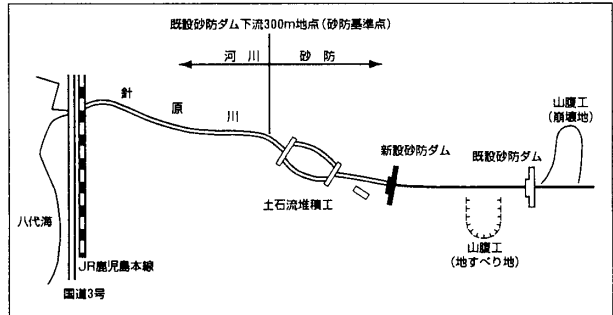 既設砂防ダム下流300m地点(砂防基準点)
河川
砂防
山腹工
(崩壊地)
針原川
新設砂防ダム
既設砂防ダム
土石流堆積工
八代海
山腹工
(地すべり地)
JR鹿児島本線
国道3号